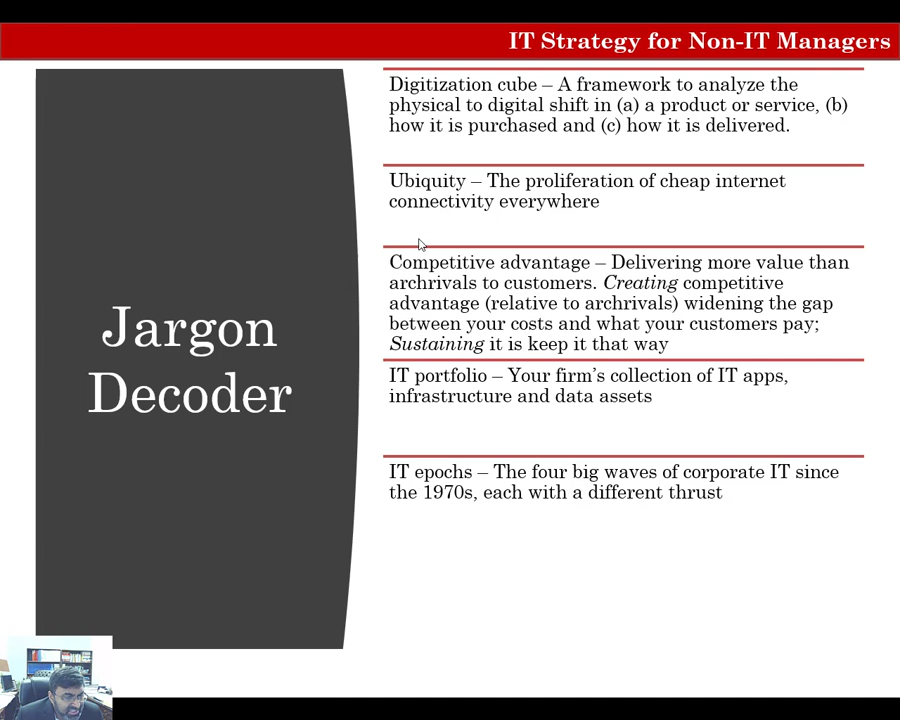 IT Strategy for Non-IT Managers
Jargon
Decoder
Digitization cube – A framework to analyze the
physical to digital shift in (a) a product or service, (b)
how it is purchased and (c) how it is delivered.
Ubiquity – The proliferation of cheap internet
connectivity everywhere
Competitive advantage – Delivering more value than
archrivals to customers. Creating competitive
advantage (relative to archrivals) widening the gap
between your costs and what your customers pay;
Sustaining it is keep it that way
IT portfolio – Your firm's collection of IT apps,
infrastructure and data assets
IT epochs – The four big waves of corporate IT since
the 1970s, each with a different thrust